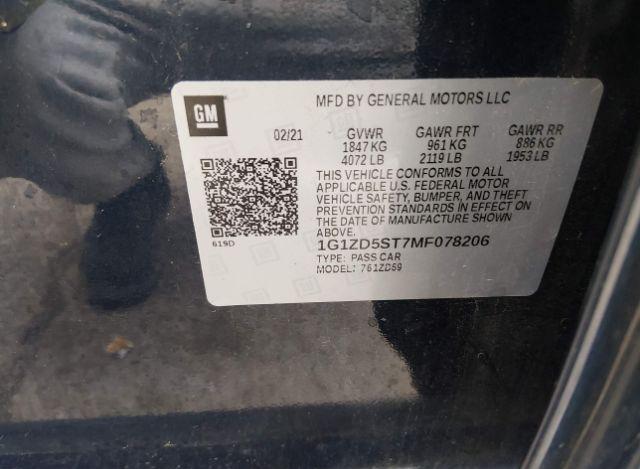 GM
MFD BY GENERAL MOTORS LLC
02/21 GVWR GAWR FRT GAWR RR
1847 KG 961 KG 886 KG
4072 LB 2119 LB 1953 LB
THIS VEHICLE CONFORMS TO ALL
APPLICABLE U.S. FEDERAL MOTOR
VEHICLE SAFETY, BUMPER, AND THEFT
PREVENTION STANDARDS IN EFFECT ON
THE DATE OF MANUFACTURE SHOWN
ABOVE.
619D
1G1ZD5ST7MF078206
TYPE: PASS CAR
MODEL: 761ZD59